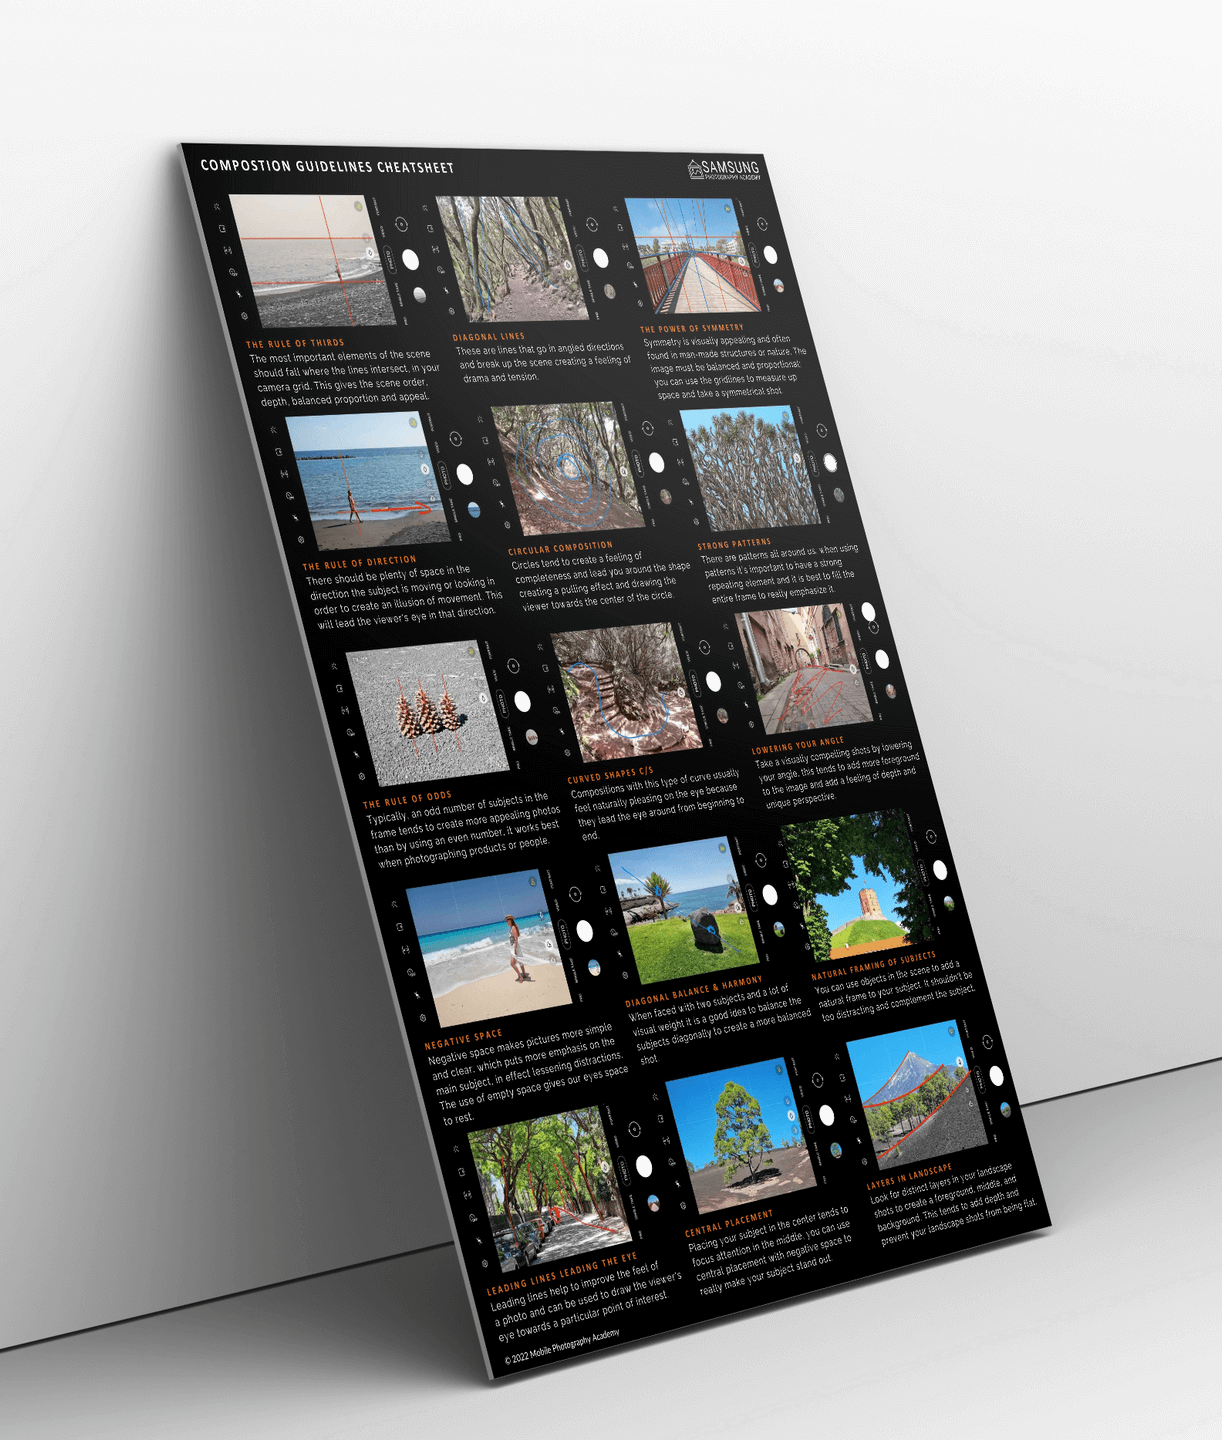 COMPOSTION GUIDELINES CHEATSHEET
SAMSUNG
PHOTOGRAPHY ACADEMY
THE RULE OF THIRDS
The most important elements of the scene
should fall where the lines intersect, in your
camera grid. This gives the scene order,
depth, balanced proportion and appeal.
DIAGONAL LINES
These are lines that go in angled directions
and break up the scene creating a feeling of
drama and tension.
THE POWER OF SYMMETRY
Symmetry is visually appealing and often
found in man-made structures or nature. The
image must be balanced and proportional;
you can use the gridlines to measure up
space and take a symmetrical shot
THE RULE OF DIRECTION
There should be plenty of space in the
direction the subject is moving or looking in
order to create an illusion of movement. This
will lead the viewer's eye in that direction.
CIRCULAR COMPOSITION
Circles tend to create a feeling of
completeness and lead you around the shape
creating a pulling effect and drawing the
viewer towards the center of the circle.
STRONG PATTERNS
There are patterns all around us, when using
patterns it's important to have a strong
repeating element and it is best to fill the
entire frame to really emphasize it.
THE RULE OF ODDS
Typically, an odd number of subjects in the
frame tends to create more appealing photos
than by using an even number, it works best
when photographing products or people.
CURVED SHAPES C/S
Compositions with this type of curve usually
feel naturally pleasing on the eye because
they lead the eye around from beginning to
end.
LOWERING YOUR ANGLE
Take a visually compelling shots by lowering
your angle, this tends to add more foreground
to the image and add a feeling of depth and
unique perspective.
NEGATIVE SPACE
Negative space makes pictures more simple
and clear, which puts more emphasis on the
main subject, in effect lessening distractions.
The use of empty space gives our eyes space
to rest.
DIAGONAL BALANCE & HARMONY
When faced with two subjects and a lot of
visual weight it is a good idea to balance the
subjects diagonally to create a more balanced
shot
NATURAL FRAMING OF SUBJECTS
You can use objects in the scene to add a
natural frame to your subject. It shouldn't be
too distracting and complement the subject.
LEADING LINES LEADING THE EYE
Leading lines help to improve the feel of
a photo and can be used to draw the viewer's
eye towards a particular point of interest.
CENTRAL PLACEMENT
Placing your subject in the center tends to
focus attention in the middle, you can use
central placement with negative space to
really make your subject stand out
LAYERS IN LANDSCAPE
Look for distinct layers in your landscape
shots to create a foreground, middle, and
background. This tends to add depth and
prevent your landscape shots from being flat.
© 2022 Mobile Photography Academy